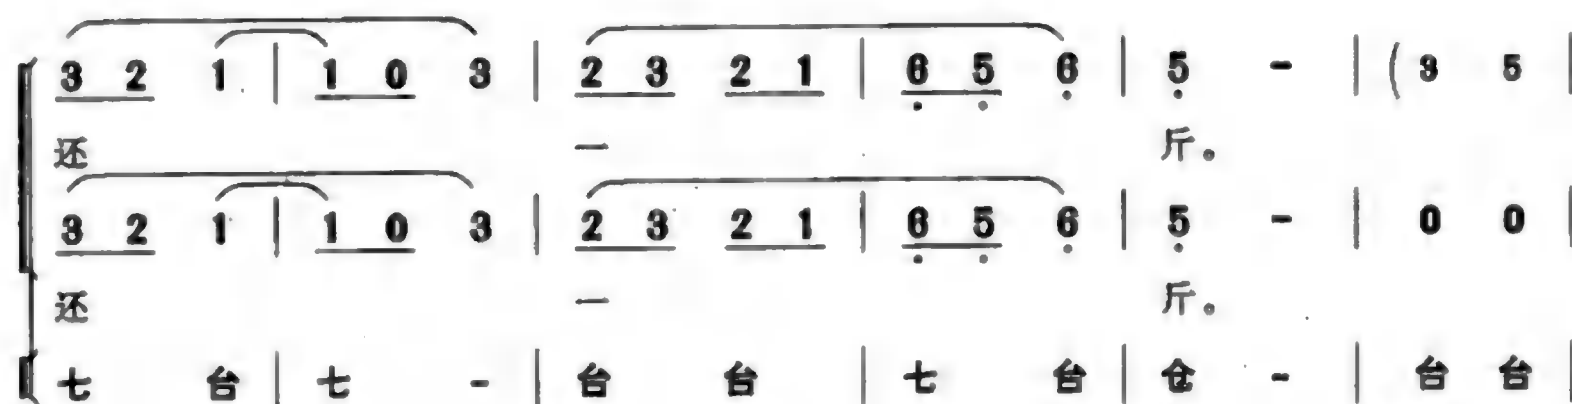 3 2 1 | 1 0 3 | 2 3 2 1 | 6 5 6 | 5 - | ( 3 5 |
还 一 斤。
3 2 1 | 1 0 3 | 2 3 2 1 | 6 5 6 | 5 - | 0 0 |
还 一 斤。
七 台 | 七 - | 台 台 | 七 台 | 仓 - | 台 台 |